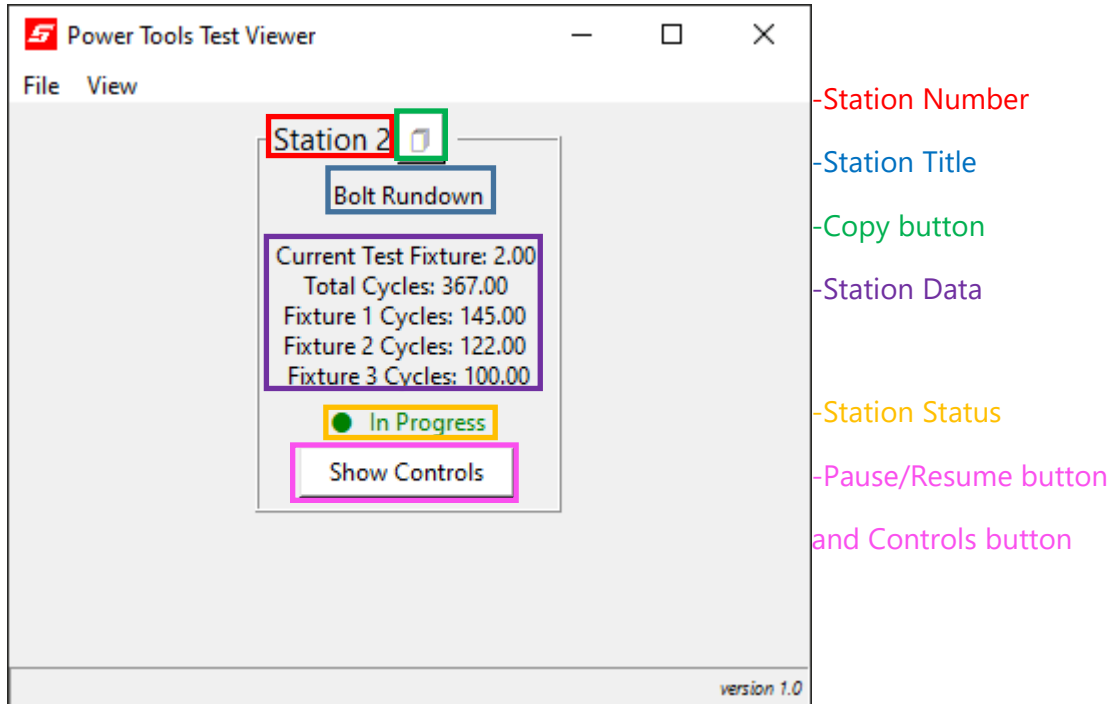 Power Tools Test Viewer
File View
Station 2
Bolt Rundown
Current Test Fixture: 2.00
Total Cycles: 367.00
Fixture 1 Cycles: 145.00
Fixture 2 Cycles: 122.00
Fixture 3 Cycles: 100.00
In Progress
Show Controls
version 1.0
-Station Number
-Station Title
-Copy button
-Station Data
-Station Status
-Pause/Resume button
and Controls button